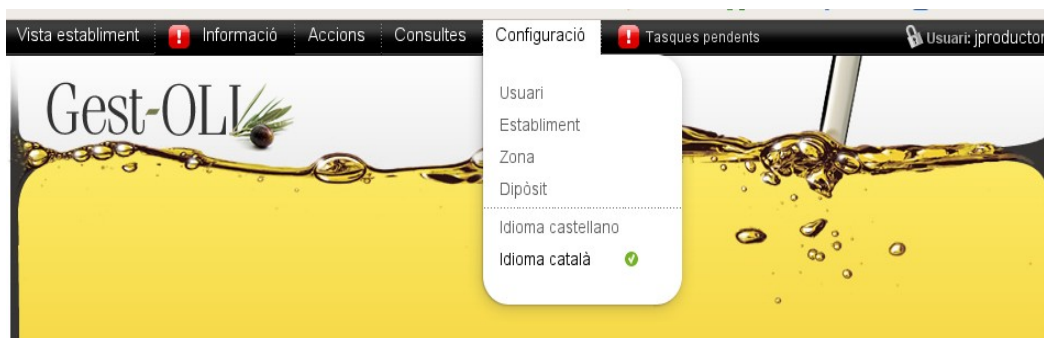 Vista establiment ! Informació Accions Consultes Configuració ! Tasques pendents Usuari: jproductor
Gest-OLI
Usuari
Establiment
Zona
Dipòsit
Idioma castellano
Idioma català